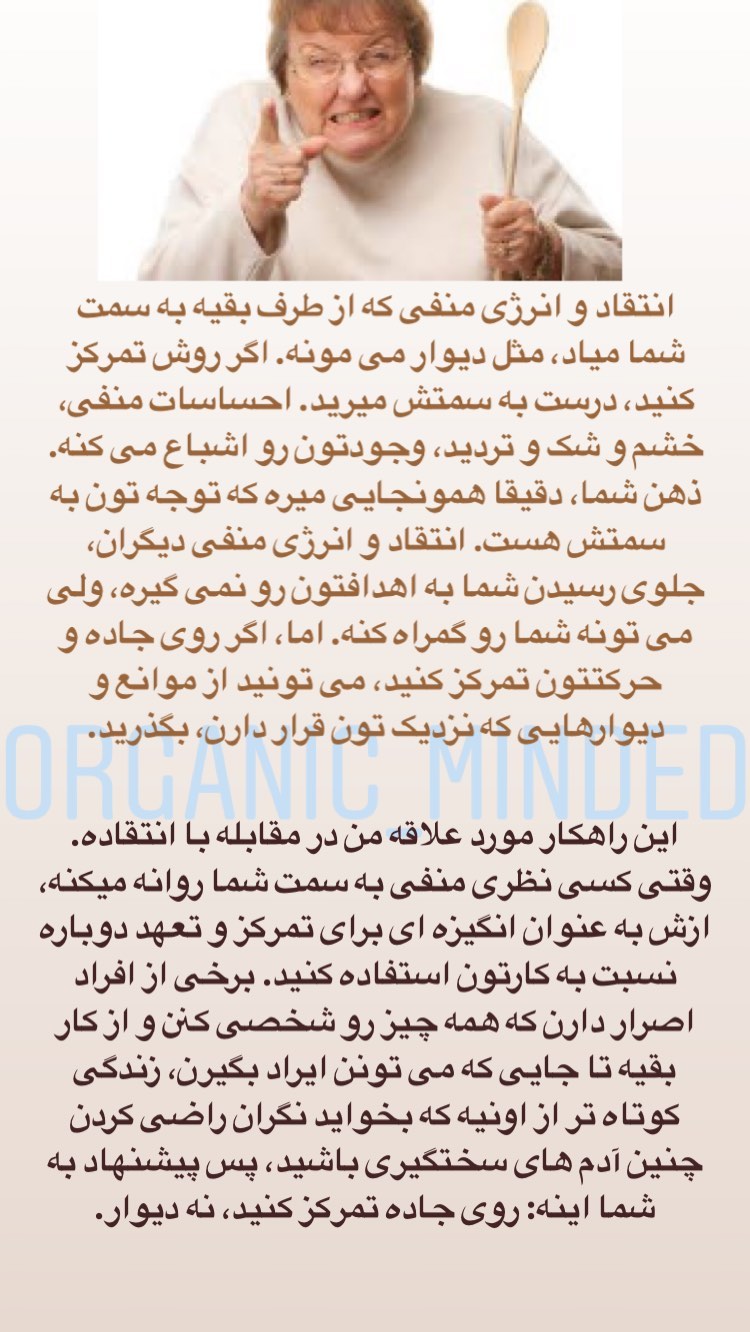 انتقاد و انرژی منفی که از طرف بقیه به سمت
شما میاد، مثل دیوار می مونه. اگر روش تمرکز
کنید، درست به سمتش میرید. احساسات منفی،
خشم و شک و تردید، وجودتون رو اشباع می کنه.
ذهن شما، دقیقا همونجایی میره که توجه تون به
سمتش هست. انتقاد و انرژی منفی دیگران،
جلوی رسیدن شما به اهدافتون رو نمی گیره، ولی
می تونه شما رو گمراه کنه. اما، اگر روی جاده و
حرکتتون تمرکز کنید، می تونید از موانع و
دیوارهایی که نزدیک تون قرار دارن، بگذرید.
ORGANIC_MINDED
این راهکار مورد علاقه من در مقابله با انتقاده.
وقتی کسی نظری منفی به سمت شما روانه میکنه،
ازش به عنوان انگیزه ای برای تمرکز و تعهد دوباره
نسبت به کارتون استفاده کنید. برخی از افراد
اصرار دارن که همه چیز رو شخصی کنن و از کار
بقیه تا جایی که می تونن ایراد بگیرن، زندگی
کوتاه تر از اونیه که بخواید نگران راضی کردن
چنین آدم های سختگیری باشید، پس پیشنهاد به
شما اینه: روی جاده تمرکز کنید، نه دیوار.